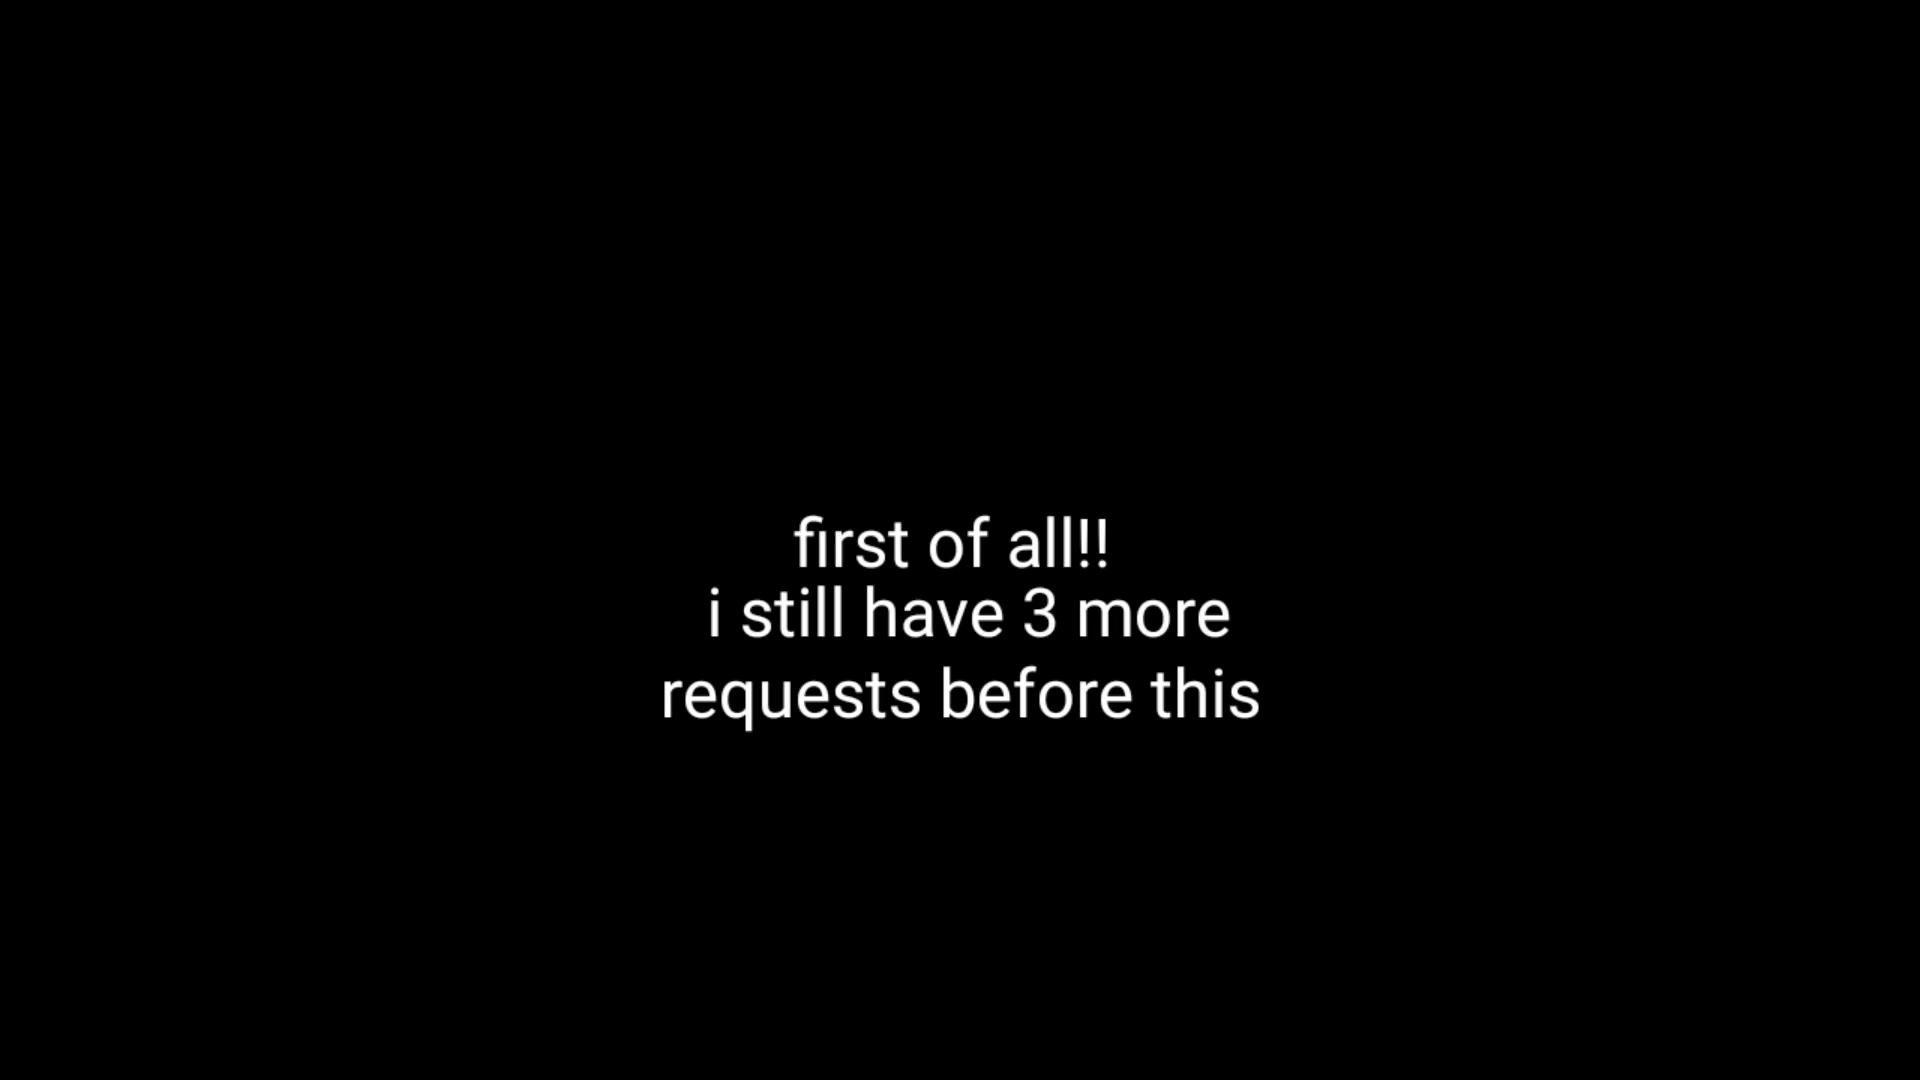 first of all!!
i still have 3 more
requests before this